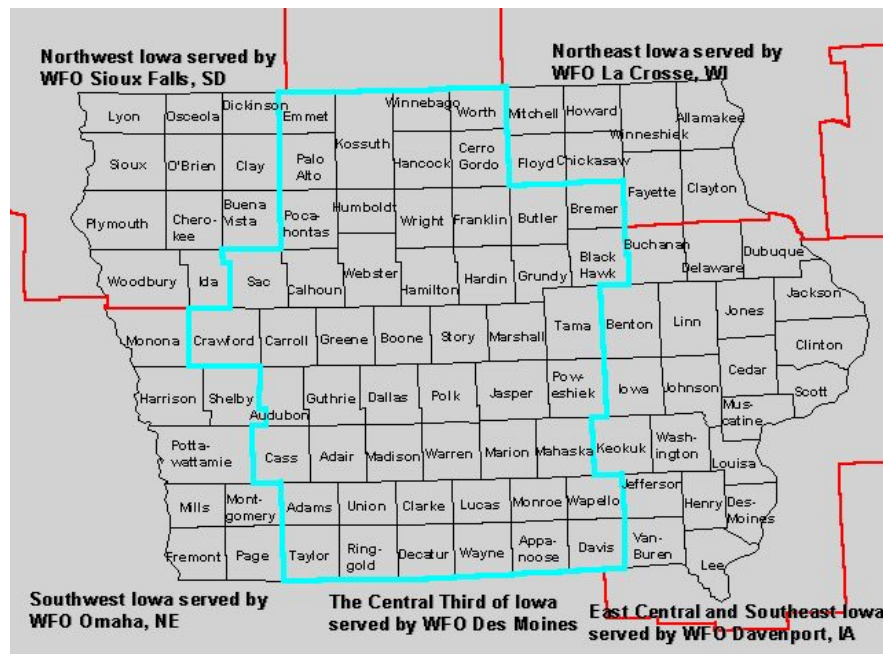 Northwest Iowa served by
WFO Sioux Falls, SD
Northeast Iowa served by
WFO La Crosse, WI
Lyon
Osceola
Dickinson
Emmet
Winnebago
Worth
Mitchell
Howard
Winneshiek
Allamakee
Kossuth
Sioux
O'Brien
Clay
Palo
Alto
Hancock
Cerro
Gordo
Floyd
Chickasaw
Fayette
Clayton
Plymouth
Chero-
kee
Buena
Vista
Poca-
hontas
Humboldt
Wright
Franklin
Butler
Bremer
Woodbury
Ida
Sac
Calhoun
Webster
Hamilton
Hardin
Grundy
Black
Hawk
Buchanan
Delaware
Dubuque
Monona
Crawford
Carroll
Greene
Boone
Story
Marshall
Tama
Benton
Linn
Jones
Jackson
Clinton
Harrison
Shelby
Audubon
Guthrie
Dallas
Polk
Jasper
Pow-
eshiek
Iowa
Johnson
Cedar
Scott
Mus-
catine
Potta-
wattamie
Cass
Adair
Madison
Warren
Marion
Mahaska
Keokuk
Wash-
ington
Louisa
Mills
Mont-
gomery
Adams
Union
Clarke
Lucas
Monroe
Wapello
Jefferson
Henry
Des-
Moines
Fremont
Page
Taylor
Ring-
gold
Decatur
Wayne
Appa-
noose
Davis
Van-
Buren
Lee
Southwest Iowa served by
WFO Omaha, NE
The Central Third of Iowa
served by WFO Des Moines
East Central and Southeast Iowa
served by WFO Davenport, IA